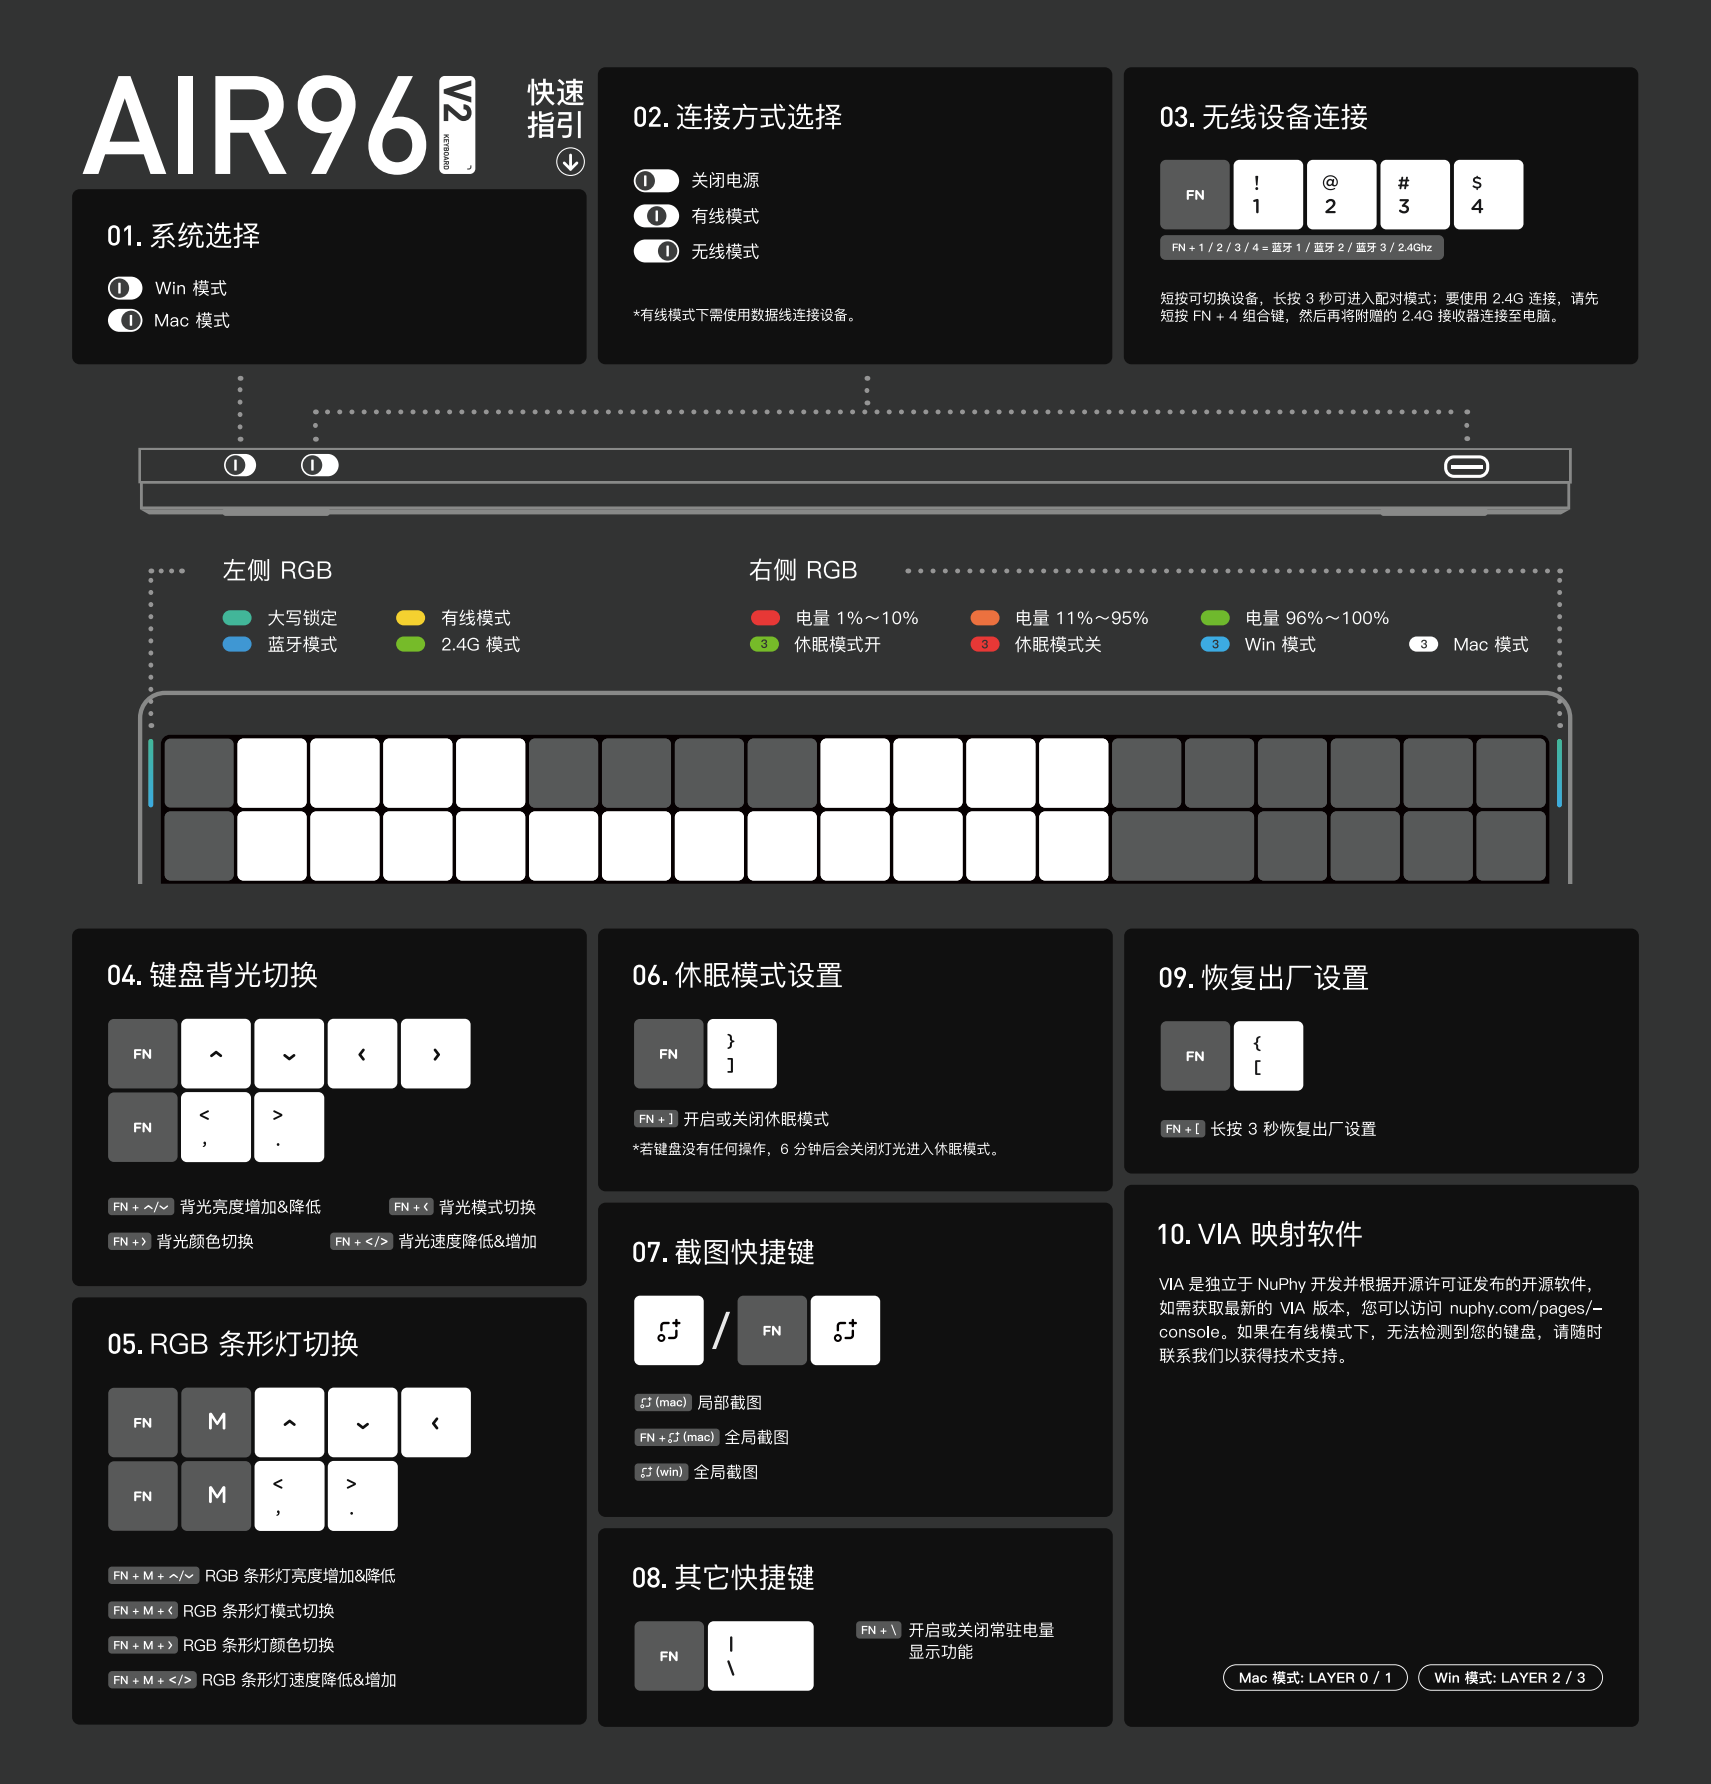 AIR96 V2 KEYBOARD
快速
指引
01. 系统选择
Win 模式
Mac 模式
02. 连接方式选择
关闭电源
有线模式
无线模式
*有线模式下需使用数据线连接设备。
03. 无线设备连接
FN ! 1 @ 2 # 3 $ 4
FN + 1 / 2 / 3 / 4 = 蓝牙 1 / 蓝牙 2 / 蓝牙 3 / 2.4Ghz
短按可切换设备，长按 3 秒可进入配对模式；要使用 2.4G 连接，请先
短按 FN + 4 组合键，然后再将附赠的 2.4G 接收器连接至电脑。
左侧 RGB
大写锁定 有线模式
蓝牙模式 2.4G 模式
右侧 RGB
电量 1%～10% 电量 11%～95% 电量 96%～100%
3 休眠模式开 3 休眠模式关 3 Win 模式 3 Mac 模式
04. 键盘背光切换
FN ^ ⌄ ‹ ›
FN < , > .
FN + ^/⌄ 背光亮度增加&降低 FN + ‹ 背光模式切换
FN + › 背光颜色切换 FN + </> 背光速度降低&增加
05. RGB 条形灯切换
FN M ^ ⌄ ‹
FN M < , > .
FN + M + ^/⌄ RGB 条形灯亮度增加&降低
FN + M + ‹ RGB 条形灯模式切换
FN + M + › RGB 条形灯颜色切换
FN + M + </> RGB 条形灯速度降低&增加
06. 休眠模式设置
FN } ]
FN + ] 开启或关闭休眠模式
*若键盘没有任何操作，6 分钟后会关闭灯光进入休眠模式。
07. 截图快捷键
/ FN
(mac) 局部截图
FN + (mac) 全局截图
(win) 全局截图
08. 其它快捷键
FN | \
FN + \ 开启或关闭常驻电量
显示功能
09. 恢复出厂设置
FN { [
FN + [ 长按 3 秒恢复出厂设置
10. VIA 映射软件
VIA 是独立于 NuPhy 开发并根据开源许可证发布的开源软件，
如需获取最新的 VIA 版本，您可以访问 nuphy.com/pages/-
console。如果在有线模式下，无法检测到您的键盘，请随时
联系我们以获得技术支持。
Mac 模式: LAYER 0 / 1 Win 模式: LAYER 2 / 3